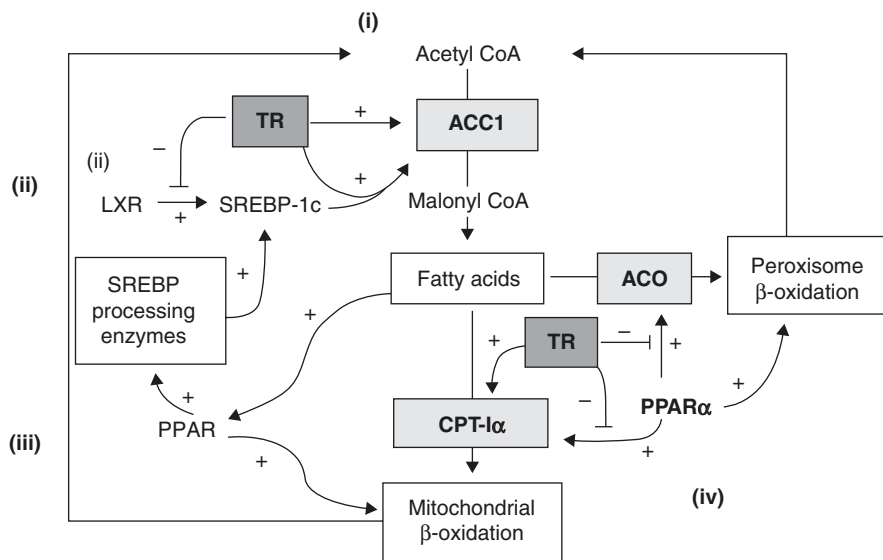 (i)
Acetyl CoA
TR
+
ACC1
–
(ii)
(ii)
+
LXR
+
SREBP-1c
Malonyl CoA
SREBP
processing
enzymes
+
Fatty acids
ACO
Peroxisome
β-oxidation
+
+
TR
–
+
+
–
PPARα
+
PPAR
CPT-Iα
+
(iii)
+
(iv)
Mitochondrial
β-oxidation